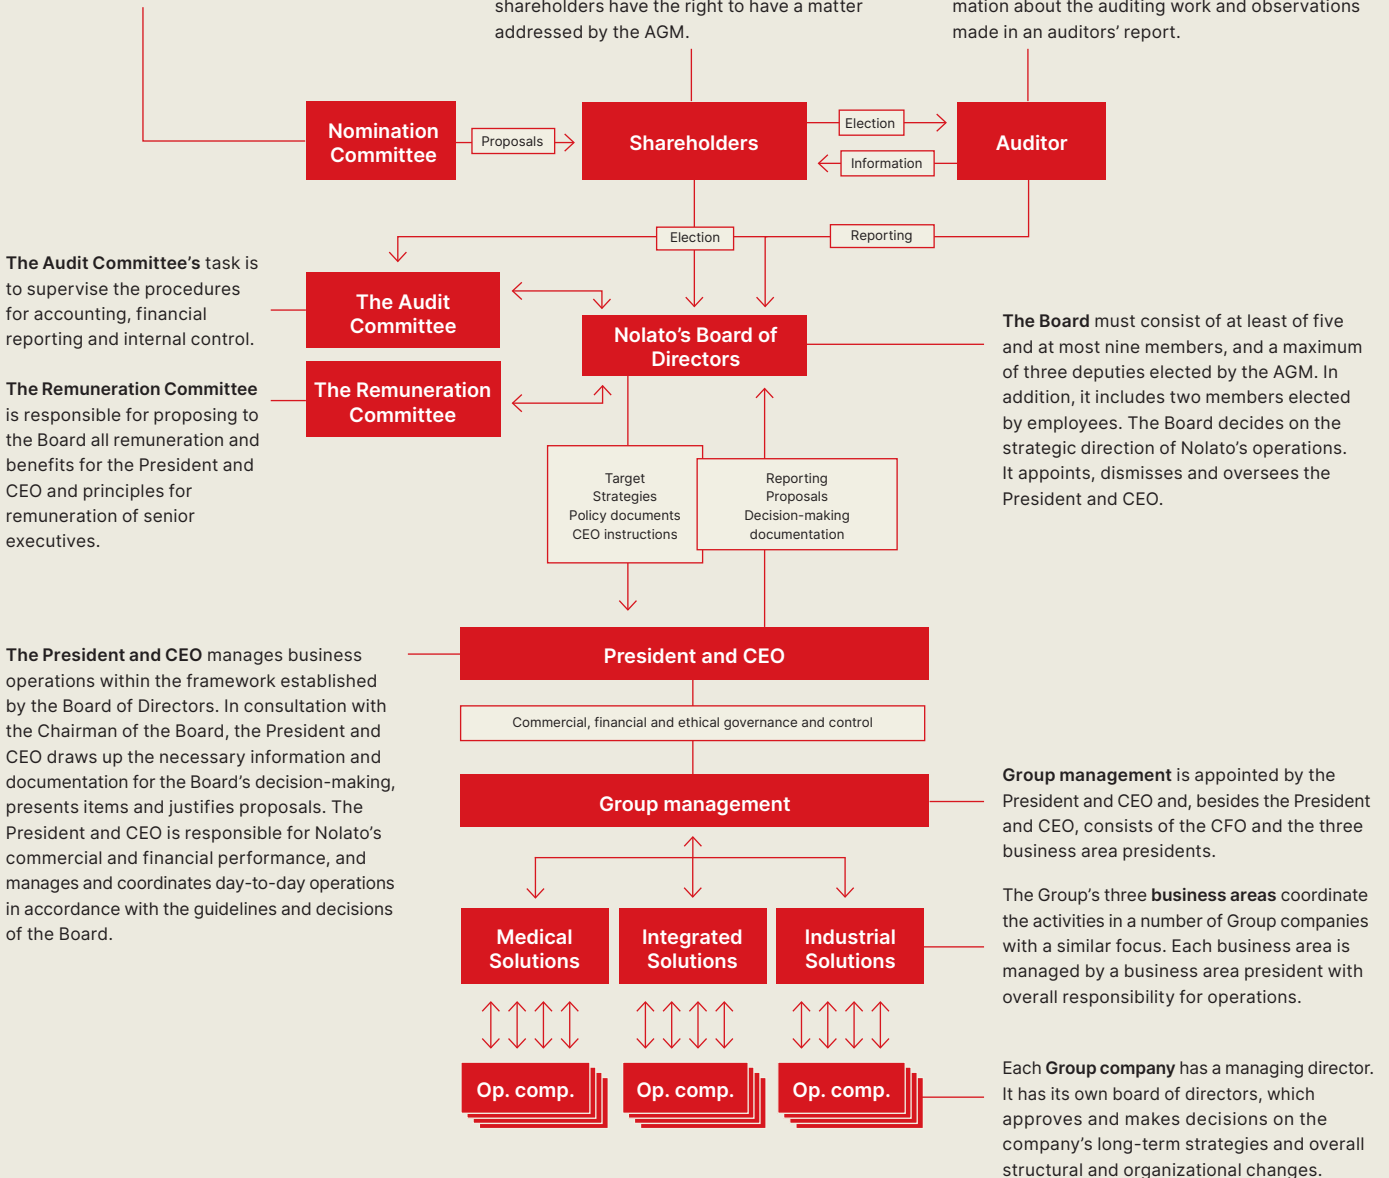 shareholders have the right to have a matter
addressed by the AGM.
mation about the auditing work and observations
made in an auditors’ report.
Nomination
Committee
Proposals
Shareholders
Election
Information
Auditor
Election
Reporting
The Audit Committee’s task is
to supervise the procedures
for accounting, financial
reporting and internal control.
The Audit
Committee
Nolato’s Board of
Directors
The Board must consist of at least of five
and at most nine members, and a maximum
of three deputies elected by the AGM. In
addition, it includes two members elected
by employees. The Board decides on the
strategic direction of Nolato’s operations.
It appoints, dismisses and oversees the
President and CEO.
The Remuneration Committee
is responsible for proposing to
the Board all remuneration and
benefits for the President and
CEO and principles for
remuneration of senior
executives.
The Remuneration
Committee
Target
Strategies
Policy documents
CEO instructions
Reporting
Proposals
Decision-making
documentation
The President and CEO manages business
operations within the framework established
by the Board of Directors. In consultation with
the Chairman of the Board, the President and
CEO draws up the necessary information and
documentation for the Board’s decision-making,
presents items and justifies proposals. The
President and CEO is responsible for Nolato’s
commercial and financial performance, and
manages and coordinates day-to-day operations
in accordance with the guidelines and decisions
of the Board.
President and CEO
Commercial, financial and ethical governance and control
Group management
Group management is appointed by the
President and CEO and, besides the President
and CEO, consists of the CFO and the three
business area presidents.
Medical
Solutions
Integrated
Solutions
Industrial
Solutions
The Group’s three business areas coordinate
the activities in a number of Group companies
with a similar focus. Each business area is
managed by a business area president with
overall responsibility for operations.
Op. comp.
Op. comp.
Op. comp.
Each Group company has a managing director.
It has its own board of directors, which
approves and makes decisions on the
company’s long-term strategies and overall
structural and organizational changes.